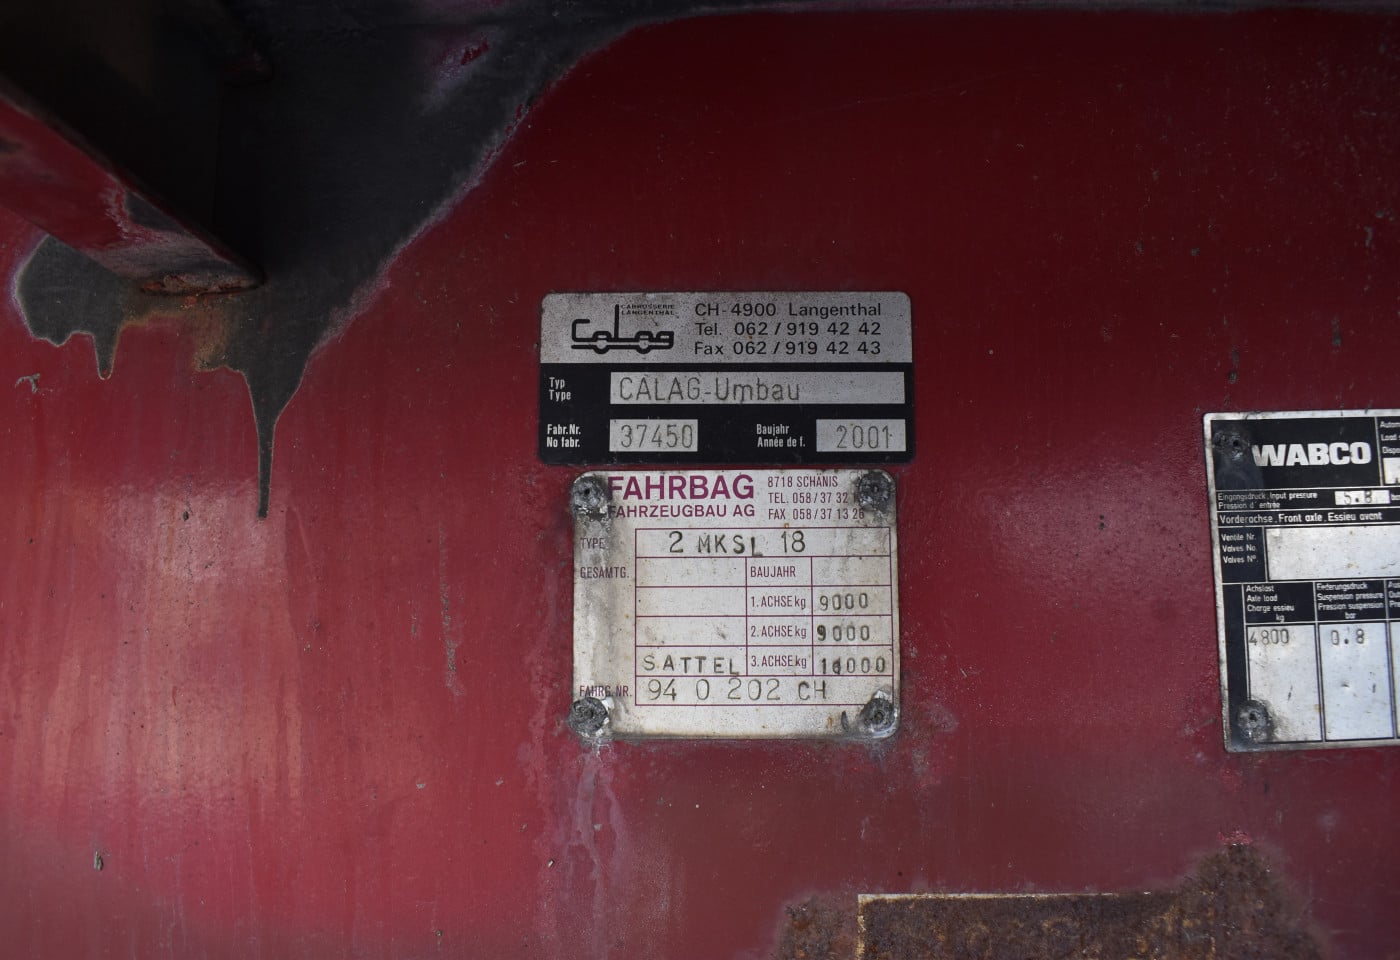 CARROSSERIE
LANGENTHAL
Calag
CH-4900 Langenthal
Tel. 062/919 42 42
Fax 062/919 42 43
Typ
Type
CALAG-Umbau
Fabr.Nr.
No fabr.
37450
Baujahr
Année de f.
2001
FAHRBAG
FAHRZEUGBAU AG
8718 SCHÄNIS
TEL. 058/37 32
FAX 058/37 13 26
TYPE
2 MKSL 18
GESAMTG.
BAUJAHR
1. ACHSE kg 9000
2. ACHSE kg 9000
SATTEL 3. ACHSE kg
FAHRG.NR. 94 0 202 CH
WABCO
Eingangsdruck, Input pressure
Pression d'entrée
5.8
Vorderachse, Front axle, Essieu avant
Ventile Nr.
Valves No.
Valves N°.
Achslast
Axle load
Charge essieu
kg
4800
Federungsdruck
Suspension pressure
Pression suspension
bar
0.8